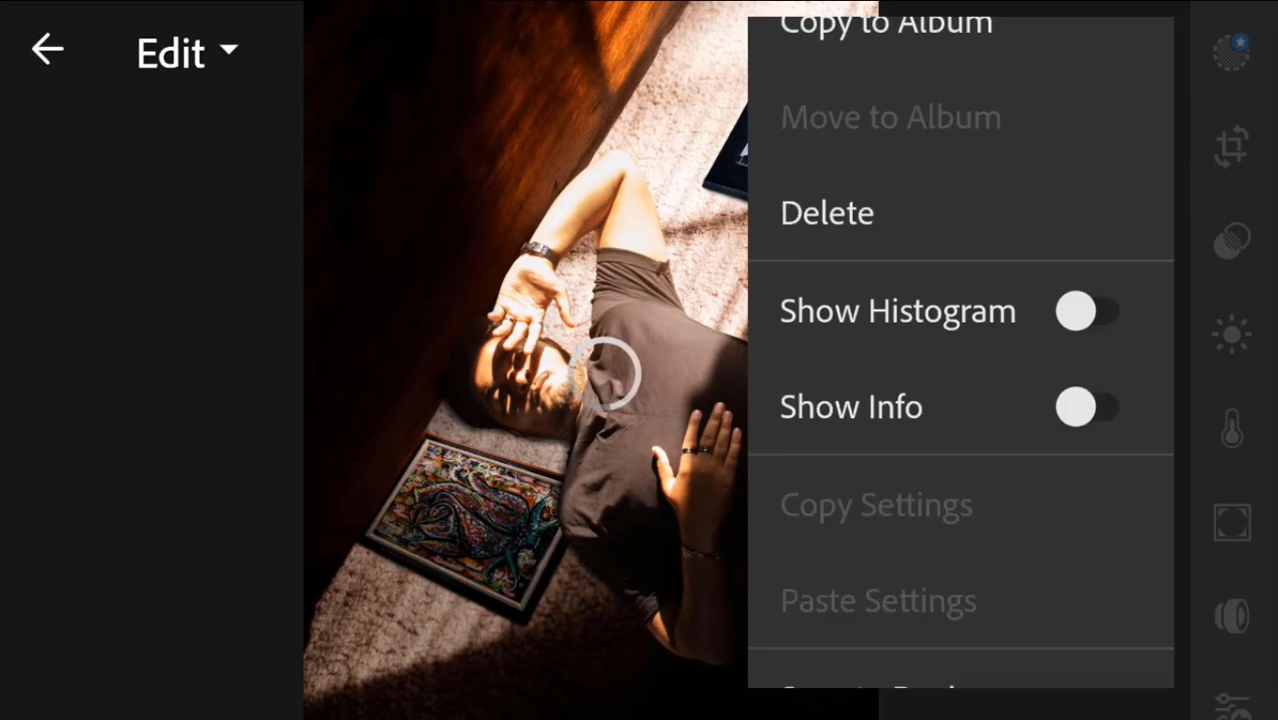 Edit
Copy to Album
Move to Album
Delete
Show Histogram
Show Info
Copy Settings
Paste Settings